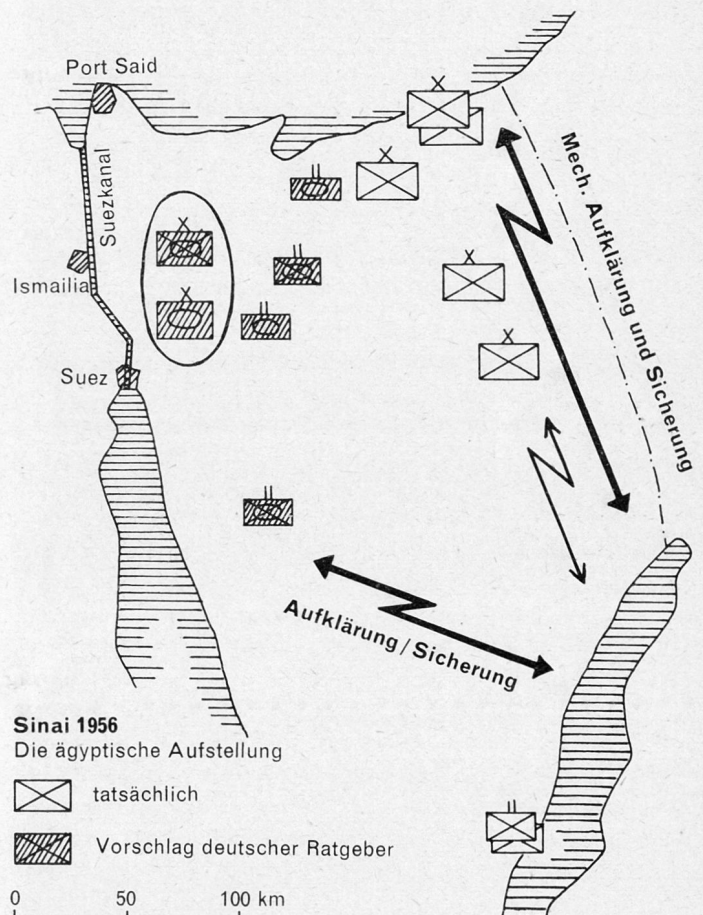 Port Said
Suezkanal
Ismailia
Suez
Mech. Aufklärung und Sicherung
Aufklärung/Sicherung
Sinai 1956
Die ägyptische Aufstellung
tatsächlich
Vorschlag deutscher Ratgeber
0 50 100 km